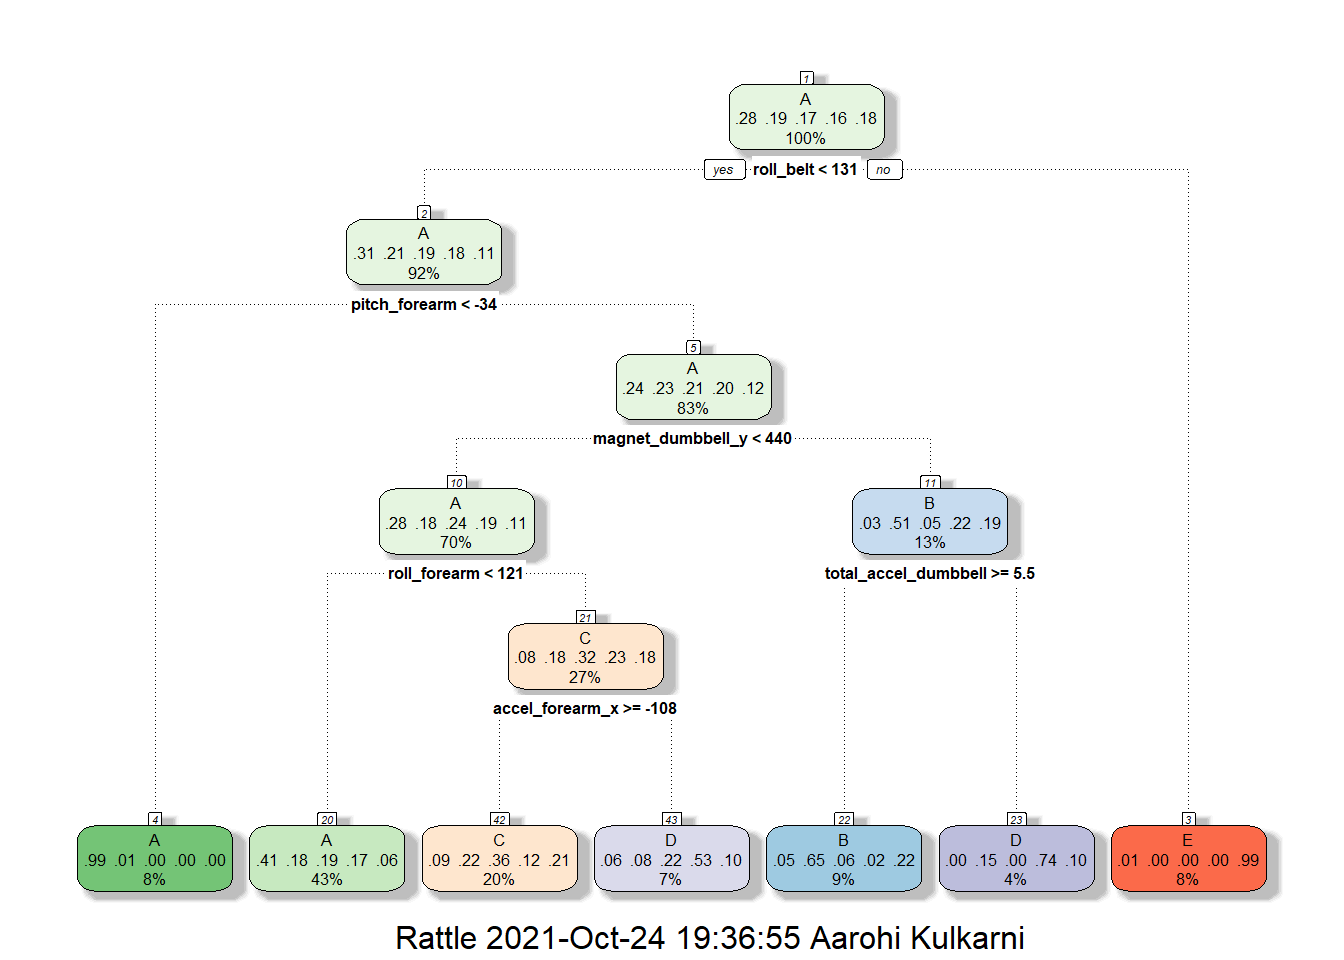 1
A
.28 .19 .17 .16 .18
100%
yes roll_belt < 131 no
2
A
.31 .21 .19 .18 .11
92%
pitch_forearm < -34
5
A
.24 .23 .21 .20 .12
83%
magnet_dumbbell_y < 440
10
A
.28 .18 .24 .19 .11
70%
roll_forearm < 121
11
B
.03 .51 .05 .22 .19
13%
total_accel_dumbbell >= 5.5
21
C
.08 .18 .32 .23 .18
27%
accel_forearm_x >= -108
4
A
.99 .01 .00 .00 .00
8%
20
A
.41 .18 .19 .17 .06
43%
42
C
.09 .22 .36 .12 .21
20%
43
D
.06 .08 .22 .53 .10
7%
22
B
.05 .65 .06 .02 .22
9%
23
D
.00 .15 .00 .74 .10
4%
3
E
.01 .00 .00 .00 .99
8%
Rattle 2021-Oct-24 19:36:55 Aarohi Kulkarni